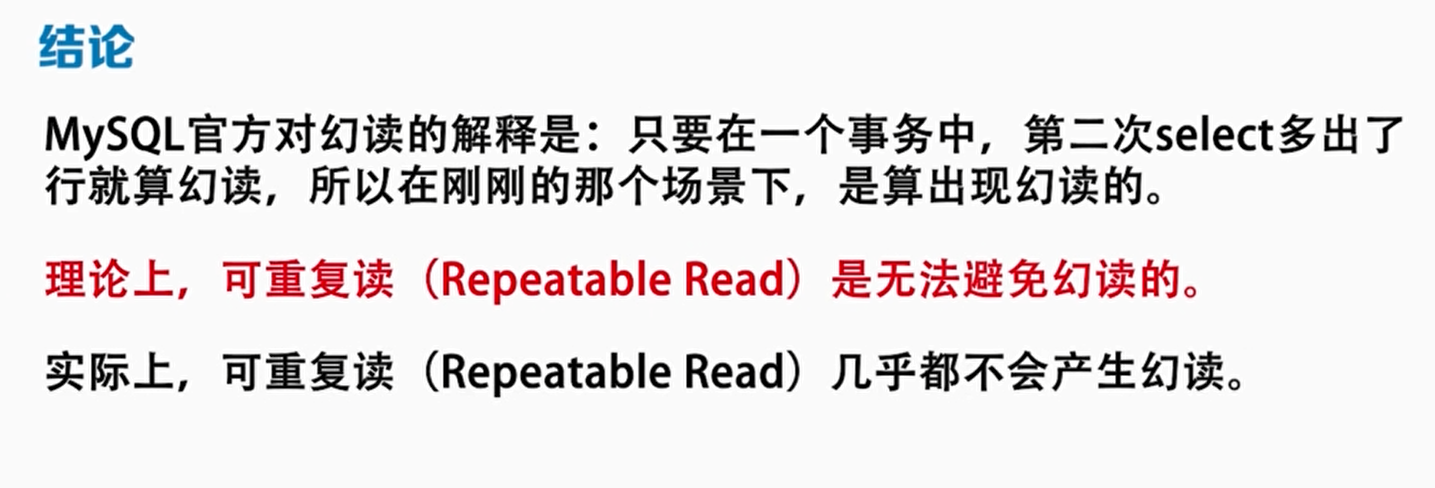 结论
MySQL官方对幻读的解释是：只要在一个事务中，第二次select多出了
行就算幻读，所以在刚刚的那个场景下，是算出现幻读的。
理论上，可重复读（Repeatable Read）是无法避免幻读的。
实际上，可重复读（Repeatable Read）几乎都不会产生幻读。